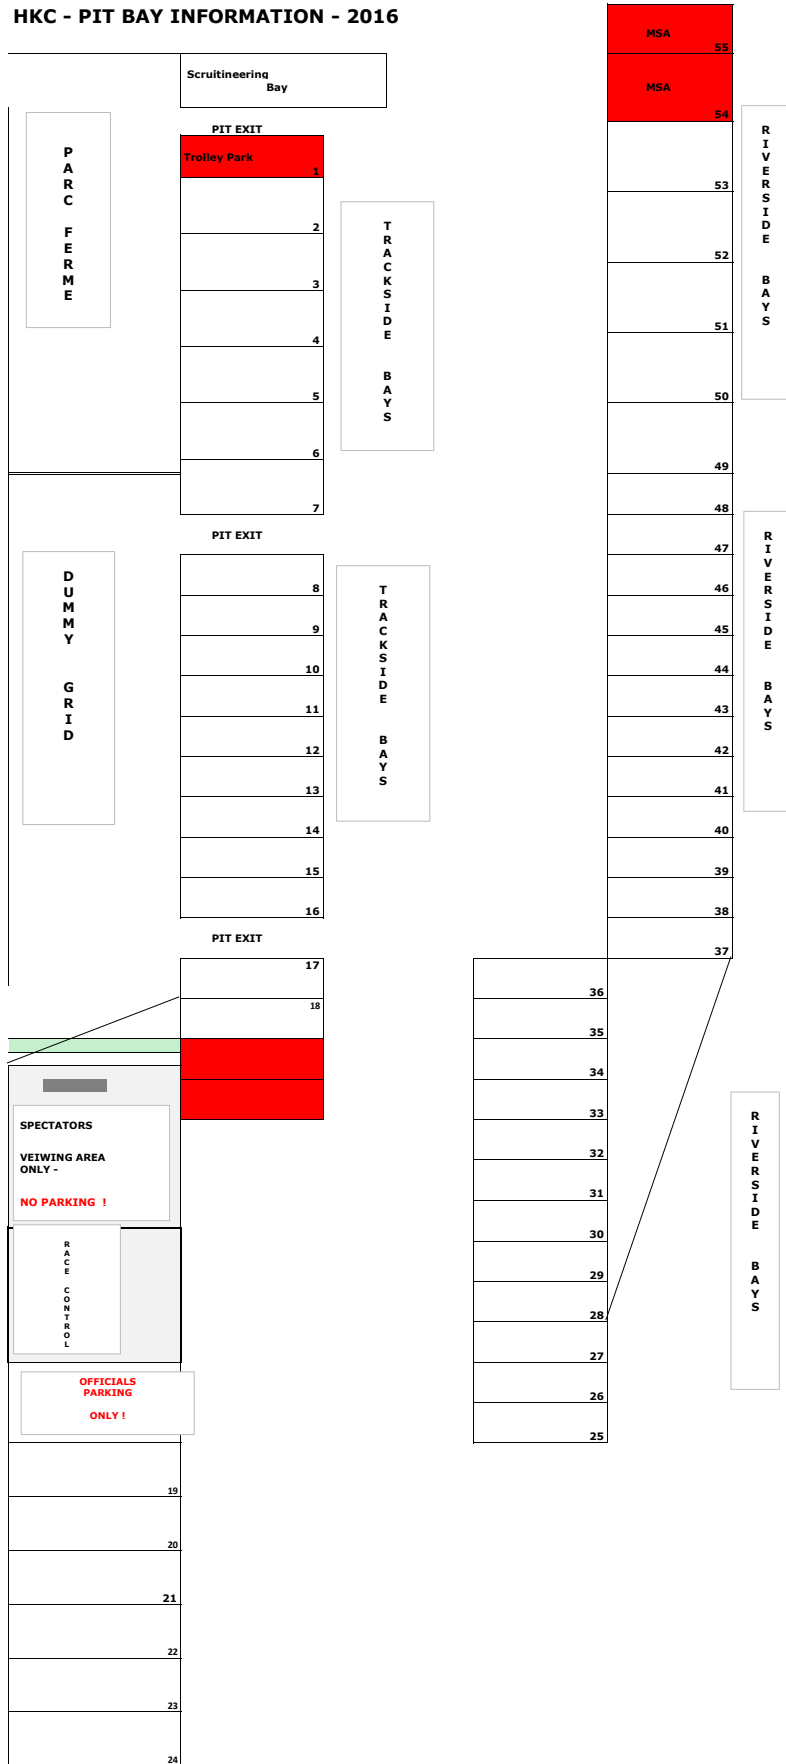 HKC - PIT BAY INFORMATION - 2016
Scruitineering
Bay
PARC FERME
PIT EXIT
Trolley Park
1
2
3
4
5
6
7
TRACKSIDE BAYS
PIT EXIT
DUMMY GRID
8
9
10
11
12
13
14
15
16
TRACKSIDE BAYS
PIT EXIT
17
18
SPECTATORS
VEIWING AREA
ONLY -
NO PARKING !
RACE CONTROL
OFFICIALS
PARKING
ONLY !
19
20
21
22
23
24
MSA
55
MSA
54
53
52
51
50
49
48
47
46
45
44
43
42
41
40
39
38
37
RIVERSIDE BAYS
RIVERSIDE BAYS
36
35
34
33
32
31
30
29
28
27
26
25
RIVERSIDE BAYS